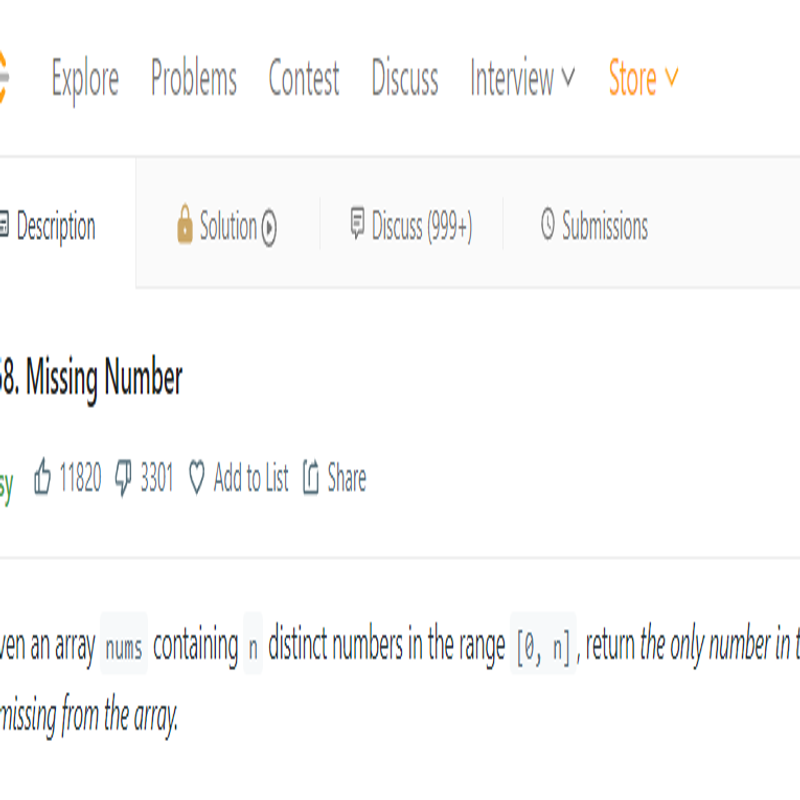 Explore Problems Contest Discuss Interview Store
Description Solution Discuss (999+) Submissions
68. Missing Number
sy 11820 3301 Add to List Share
ven an array nums containing n distinct numbers in the range [0, n], return the only number in t
missing from the array.